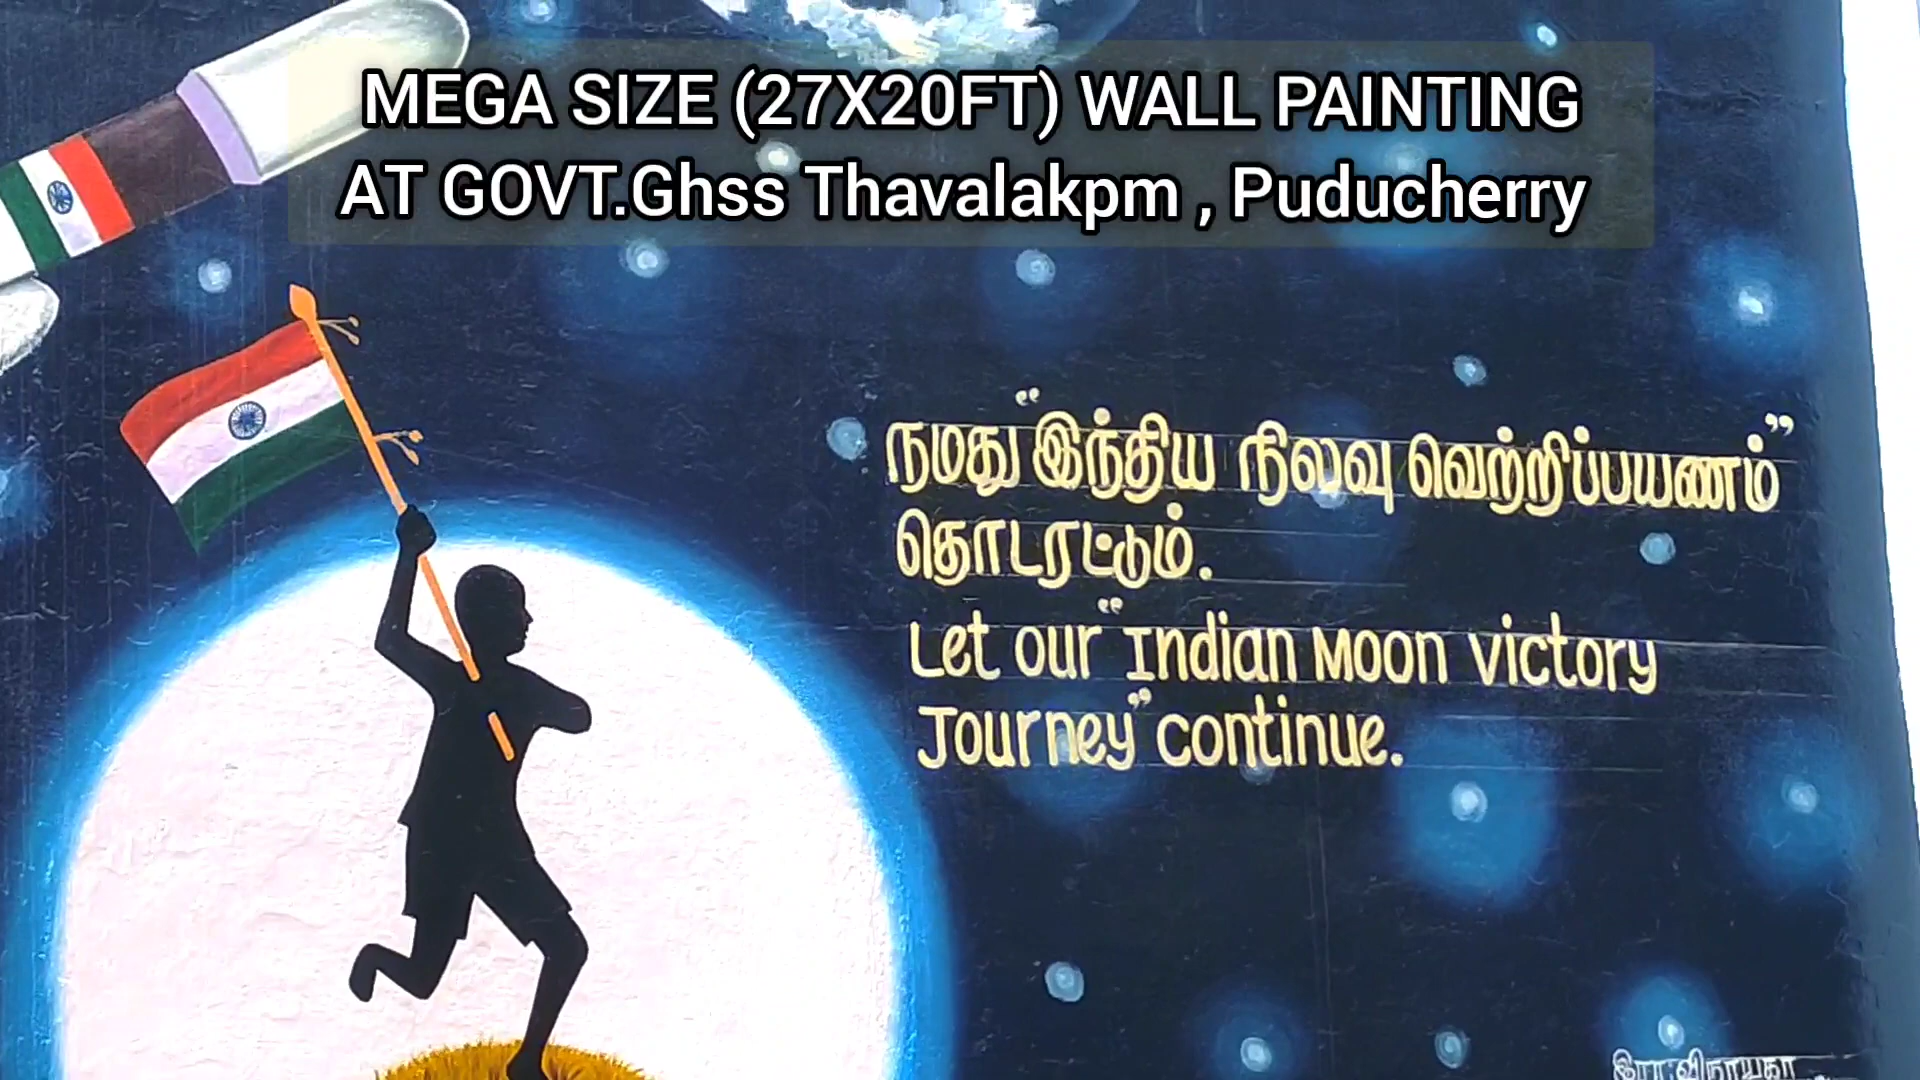 MEGA SIZE (27X20FT) WALL PAINTING
AT GOVT.Ghss Thavalakpm , Puducherry
நமது "இந்திய நிலவு வெற்றிப்பயணம்"
தொடரட்டும்.
Let our "Indian Moon victory
Journey" continue.